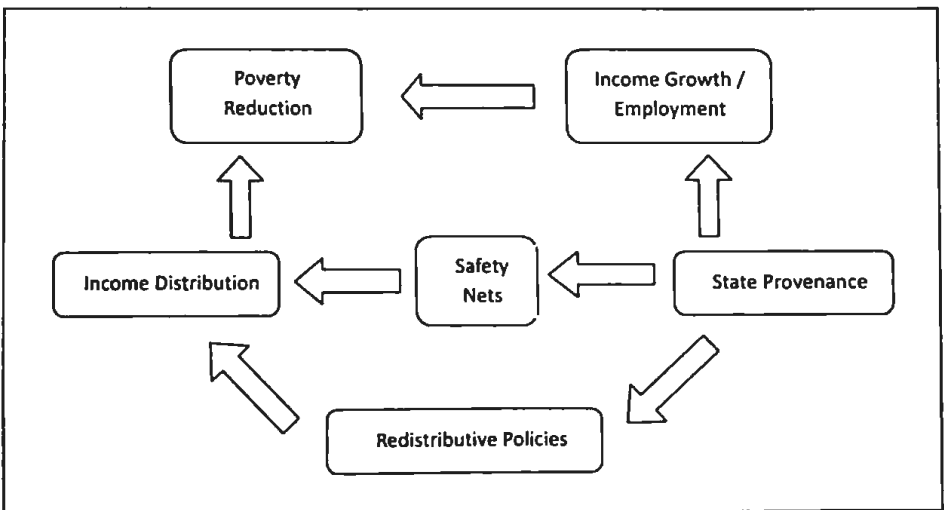 Poverty
Reduction
Income Growth /
Employment
Income Distribution
Safety
Nets
State Provenance
Redistributive Policies